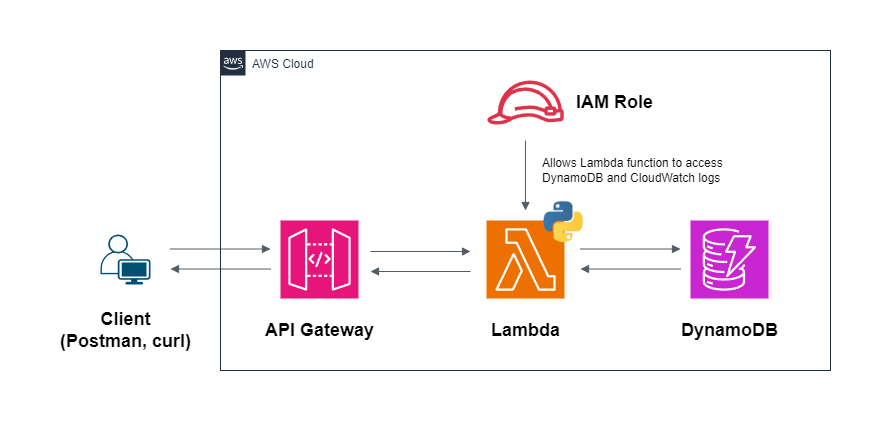 aws
AWS Cloud
IAM Role
Allows Lambda function to access
DynamoDB and CloudWatch logs
</>
Client
(Postman, curl)
API Gateway
Lambda
DynamoDB